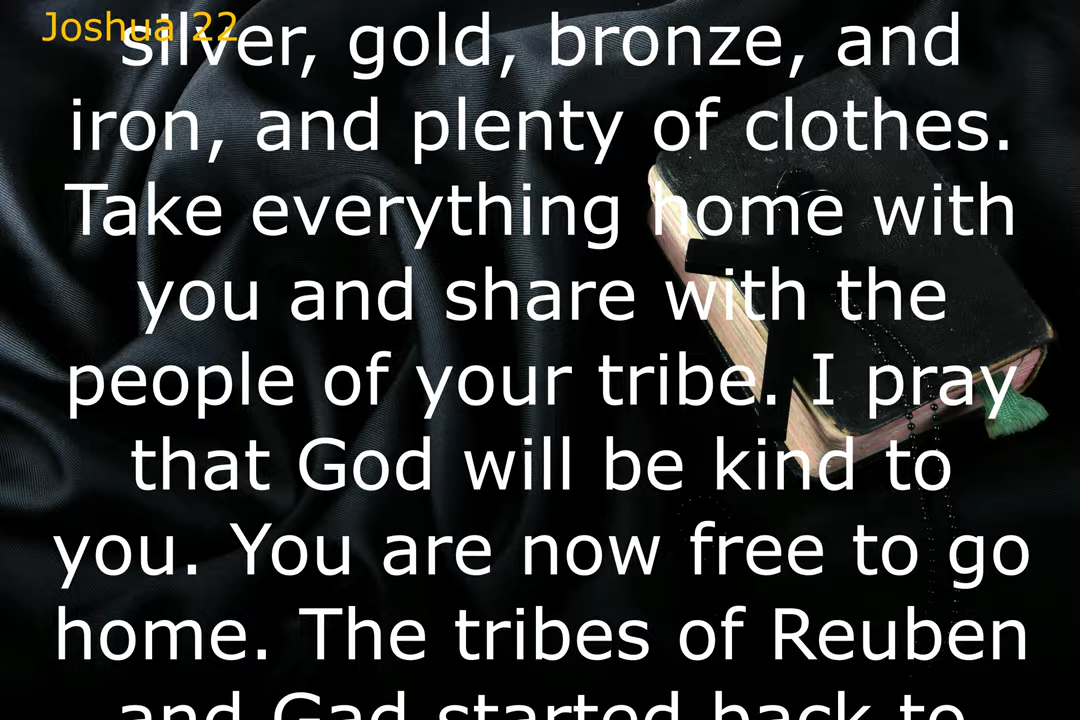 Joshua 22
silver, gold, bronze, and
iron, and plenty of clothes.
Take everything home with
you and share with the
people of your tribe. I pray
that God will be kind to
you. You are now free to go
home. The tribes of Reuben
and Gad started back to